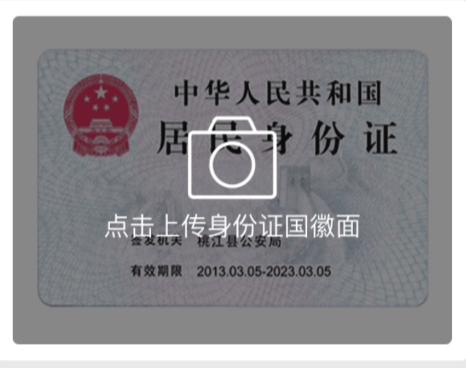 中华人民共和国
居民身份证
点击上传身份证国徽面
签发机关 桃江县公安局
有效期限 2013.03.05-2023.03.05